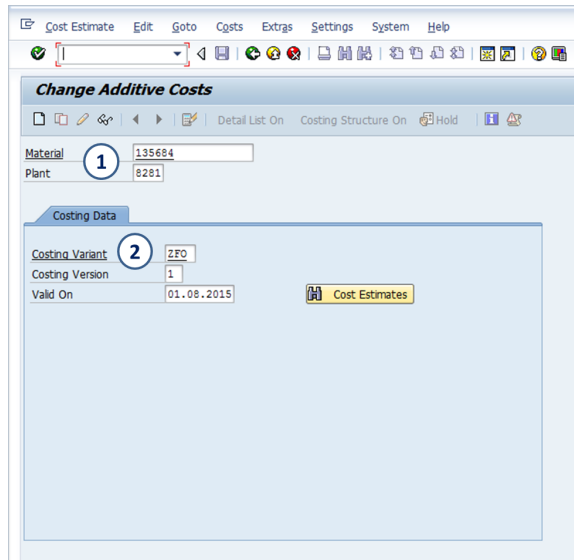 Cost Estimate Edit Goto Costs Extras Settings System Help
Change Additive Costs
Detail List On Costing Structure On Hold
Material 1 135684
Plant 8281
Costing Data
Costing Variant 2 ZFO
Costing Version 1
Valid On 01.08.2015 Cost Estimates